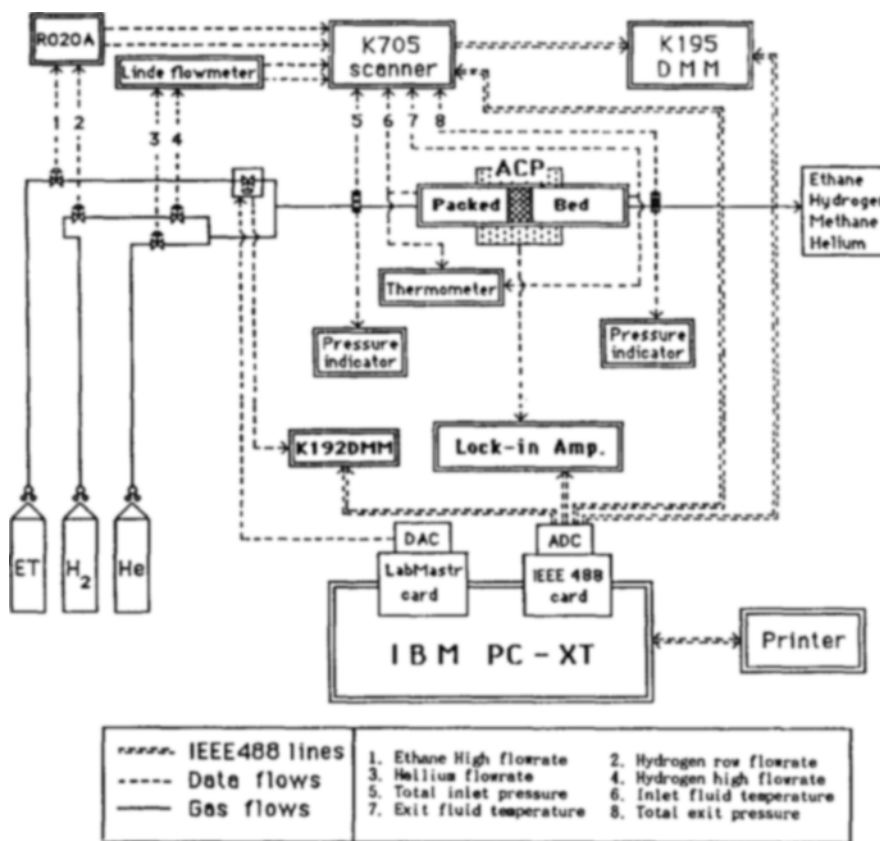 RO20A
K705
scanner
K195
DMM
Linde flowmeter
1
2
3
4
5
6
7
8
ACP
Packed
Bed
Ethane
Hydrogen
Methane
Helium
Thermometer
Pressure
indicator
Pressure
indicator
K192DMM
Lock-in Amp.
ET
H2
He
DAC
ADC
LabMastr
card
IEEE 488
card
IBM PC-XT
Printer
IEEE488 lines
Data flows
Gas flows
1. Ethane High flowrate
2. Hydrogen row flowrate
3. Hellium flowrate
4. Hydrogen high flowrate
5. Total inlet pressure
6. Inlet fluid temperature
7. Exit fluid temperature
8. Total exit pressure